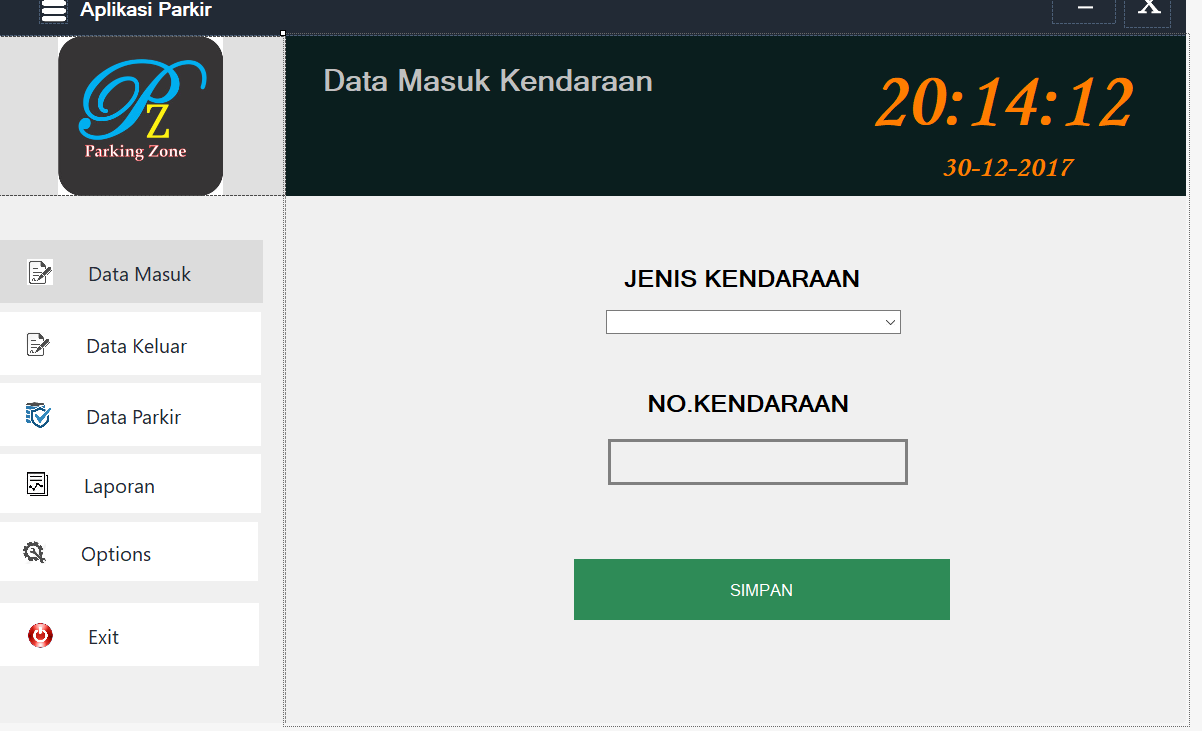 Aplikasi Parkir
–
X
PZ
Parking Zone
Data Masuk Kendaraan
20:14:12
30-12-2017
Data Masuk
Data Keluar
Data Parkir
Laporan
Options
Exit
JENIS KENDARAAN
NO.KENDARAAN
SIMPAN